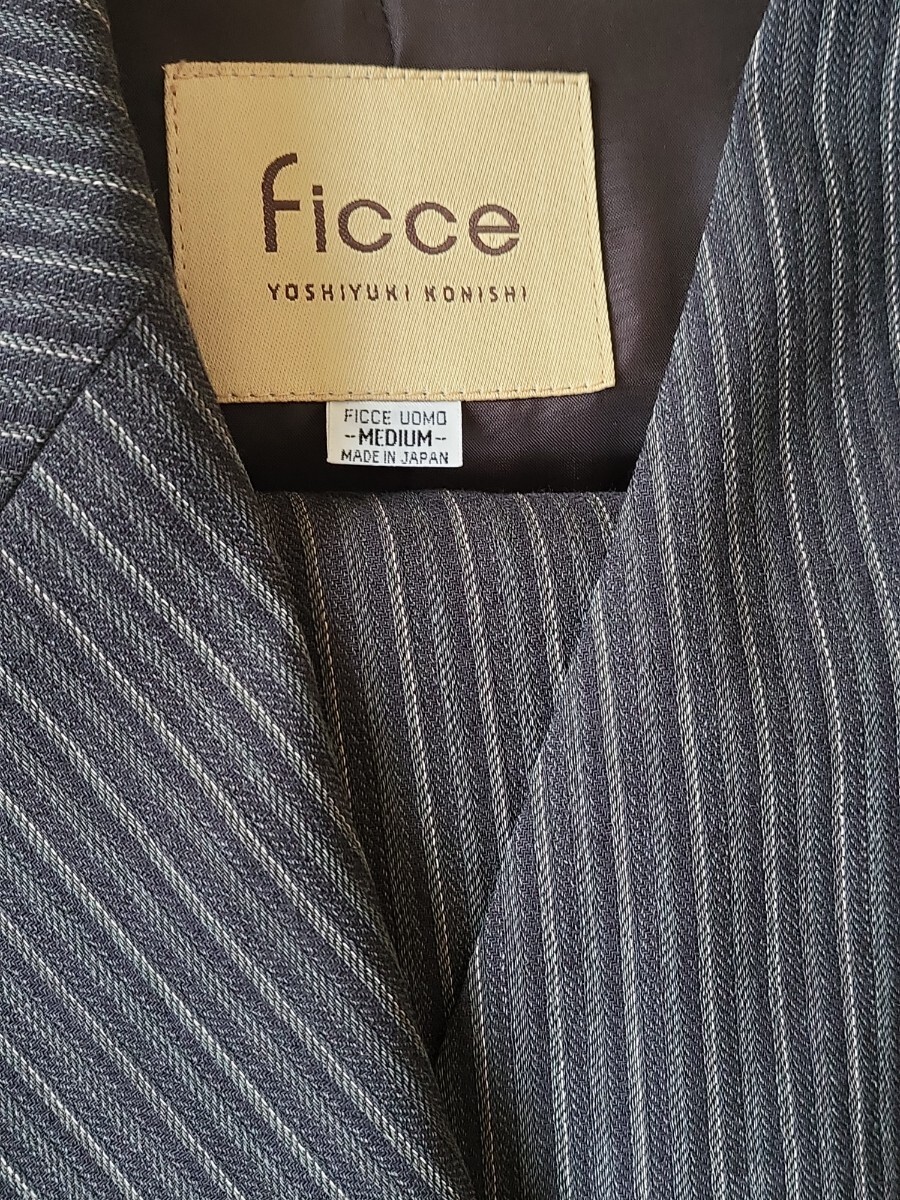 ficce
YOSHIYUKI KONISHI
FICCE UOMO
-MEDIUM-
MADE IN JAPAN